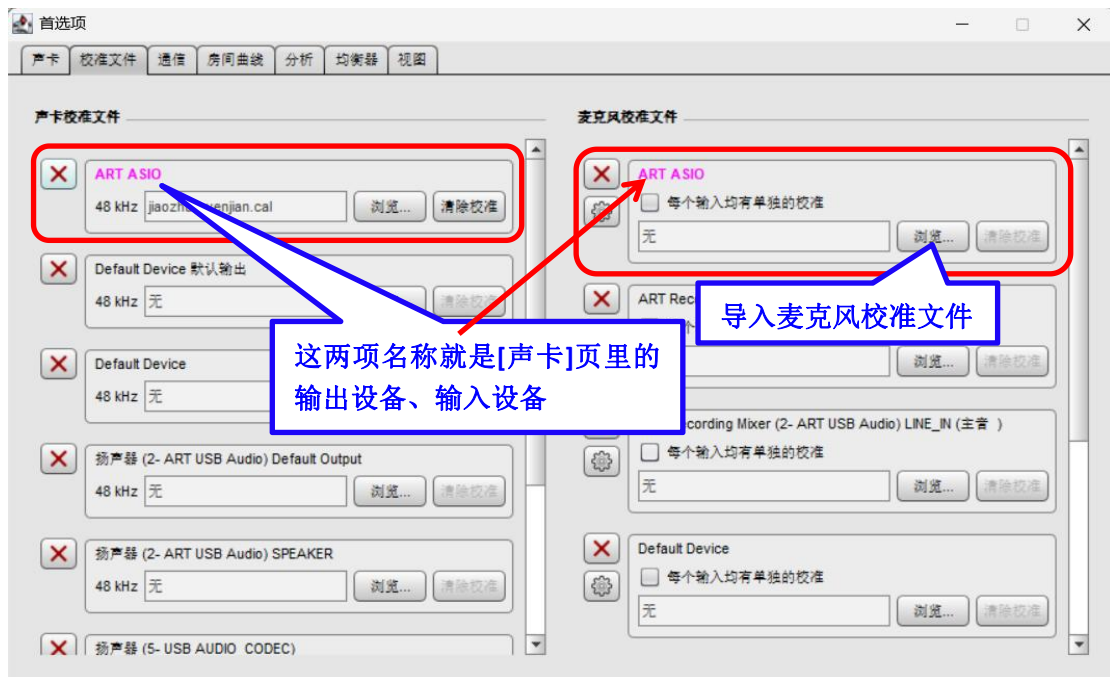 首选项
声卡 校准文件 通信 房间曲线 分析 均衡器 视图
声卡校准文件
ART ASIO
48 kHz
浏览... 清除校准
Default Device 默认输出
48 kHz 无
清除校准
Default Device
48 kHz 无
扬声器 (2- ART USB Audio) Default Output
48 kHz 无 浏览... 清除校准
扬声器 (2- ART USB Audio) SPEAKER
48 kHz 无 浏览... 清除校准
扬声器 (5- USB AUDIO CODEC)
麦克风校准文件
ART ASIO
每个输入均有单独的校准
无 浏览... 清除校准
ART
浏览... 清除校准
Mixer (2- ART USB Audio) LINE_IN (主音 )
每个输入均有单独的校准
无 浏览... 清除校准
Default Device
每个输入均有单独的校准
无 浏览... 清除校准
这两项名称就是[声卡]页里的
输出设备、输入设备
导入麦克风校准文件